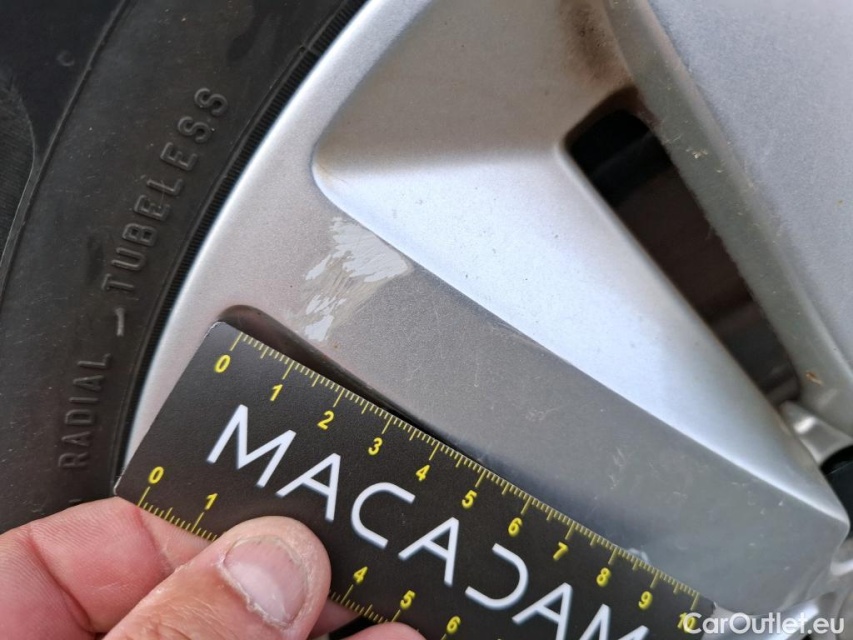 RADIAL - TUBELESS
0 1 2 3 4 5 6 7 8 9 10
MACADAM
0 1 4 5 6
CarOutlet.eu